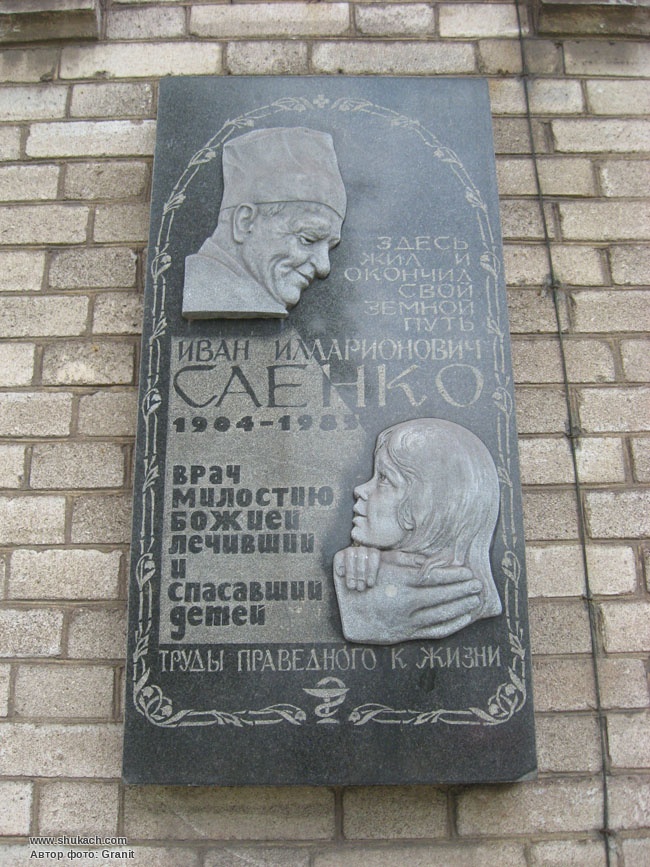 ЗДЕСЬ
ЖИЛ И
ОКОНЧИЛ
СВОЙ
ЗЕМНОЙ
ПУТЬ
ИВАН ИЛЛАРИОНОВИЧ
САЕНКО
1904-1985
ВРАЧ
МИЛОСТИЮ
БОЖИЕЙ
ЛЕЧИВШИЙ
И
СПАСАВШИЙ
ДЕТЕЙ
ТРУДЫ ПРАВЕДНОГО К ЖИЗНИ
www.shukach.com
Автор фото: Granit